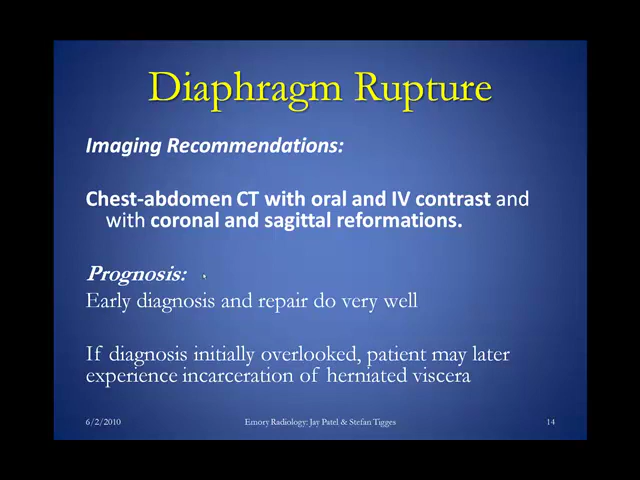 Diaphragm Rupture
Imaging Recommendations:
Chest-abdomen CT with oral and IV contrast and
with coronal and sagittal reformations.
Prognosis:
Early diagnosis and repair do very well
If diagnosis initially overlooked, patient may later
experience incarceration of herniated viscera
6/2/2010
Emory Radiology: Jay Patel & Stefan Tigges
14